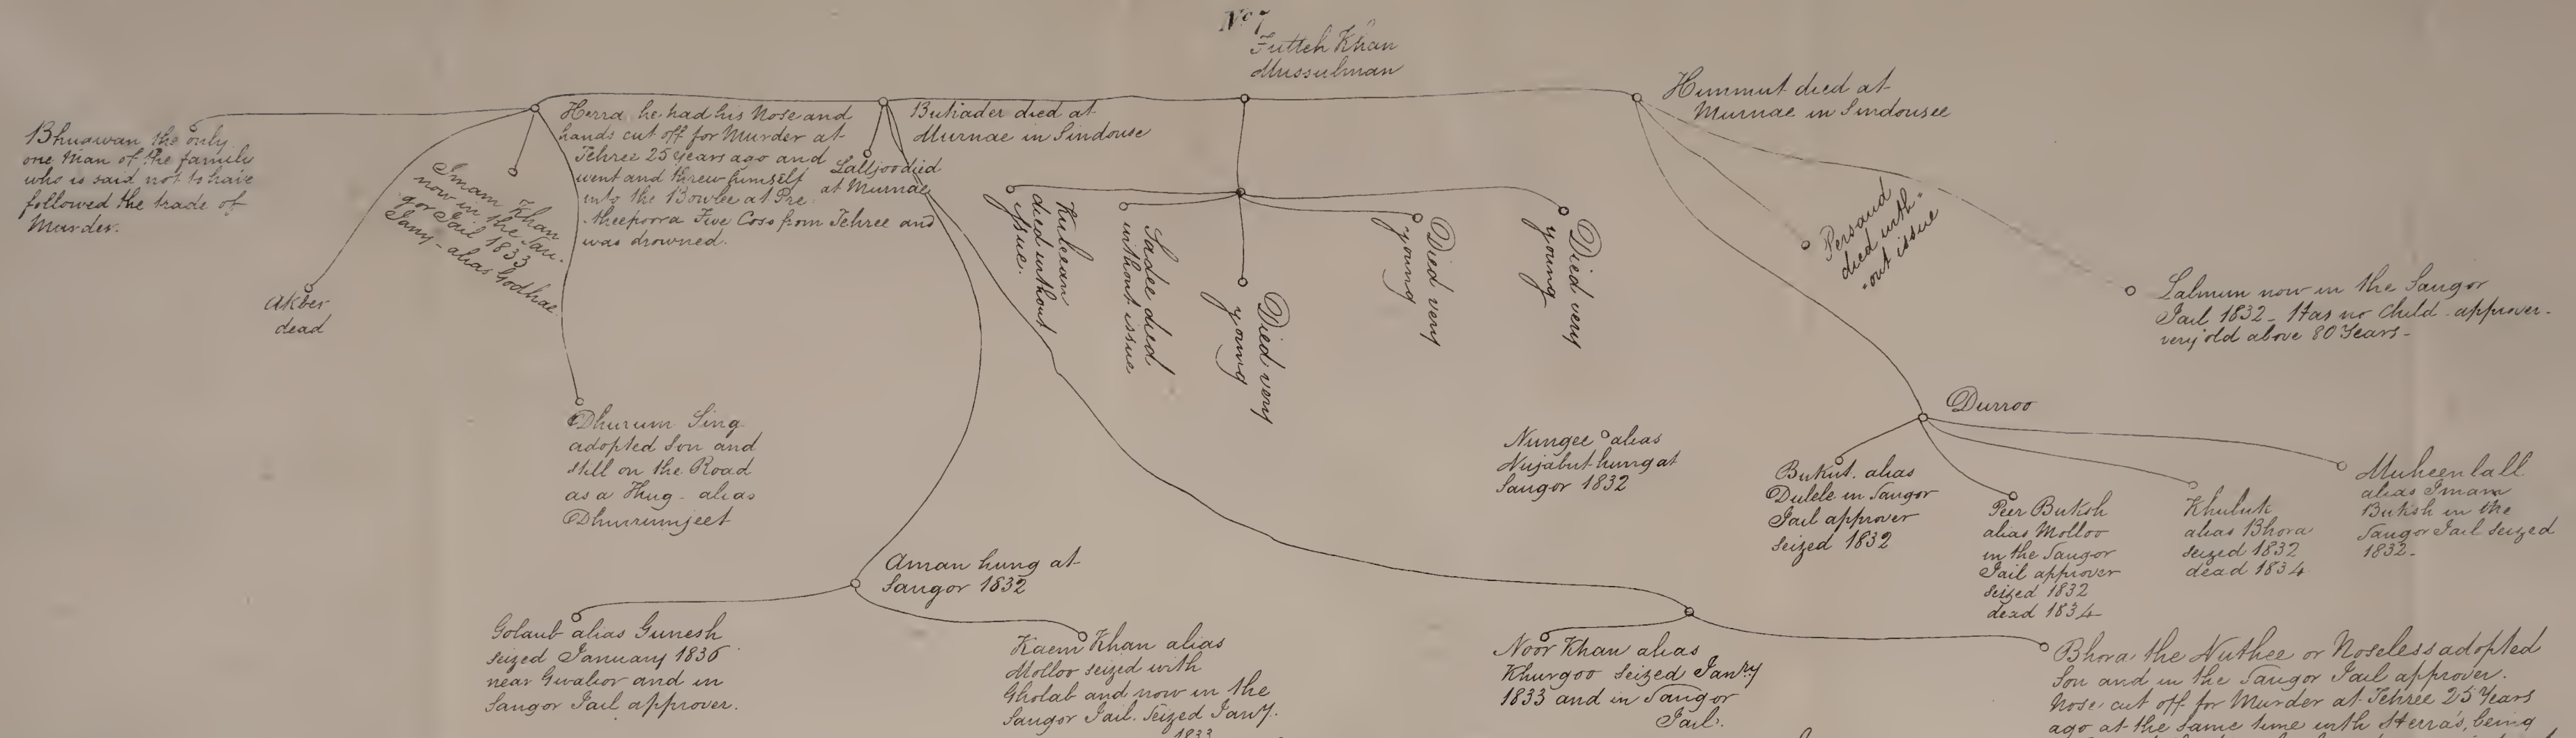 No 7
Futteh Khan
Mussulman
Bhuawan the only
one man of the family
who is said not to have
followed the trade of
Murder.
Herra he had his Nose and
hands cut off for Murder at
Jehree 25 Years ago and
went and threw himself
into the Bowlee at Pre
theepoora Five Coss from Jehree and
was drowned.
Buhader died at
Murnae in Sindouse
Lalljoo died
at Murnae
Himmut died at
Murnae in Sindousee
Akber
dead
Imam Khan
now in the Sau-
gor Jail 1833
Jany - alias Godhae
Dhurum Sing
adopted Son and
still on the Road
as a Thug - alias
Dhurumjeet
Kuleean
died without
issue.
Sadee died
without issue
Died very
young
Died very
young
Died very
young
Persaud
died with-
"out issue
Lalmun now in the Saugor
Jail 1832 - Has no Child - approver -
very old above 80 Years -
Durroo
Nungee alias
Nujabut hung at
Saugor 1832
Bukut. alias
Dulele in Saugor
Jail approver
seized 1832
Peer Buksh
alias Molloo
in the Saugor
Jail approver
seized 1832
dead 1834
Khuluk
alias Bhora
seized 1832
dead 1834
Muheenlall
alias Imam
Buksh in the
Saugor Jail seized
1832 -
Aman hung at
Saugor 1832
Golaub alias Gunesh
seized January 1836
near Gwalior and in
Saugor Jail approver.
Kaem Khan alias
Molloo seized with
Gholab and now in the
Saugor Jail. Seized Jany.
1833
Noor Khan alias
Khurgoo seized Janry
1833 and in Saugor
Jail.
Bhora the Nuthee or Noseless adopted
Son and in the Saugor Jail approver.
Nose cut off for Murder at Jehree 25 Years
ago at the same time with Herra's, being